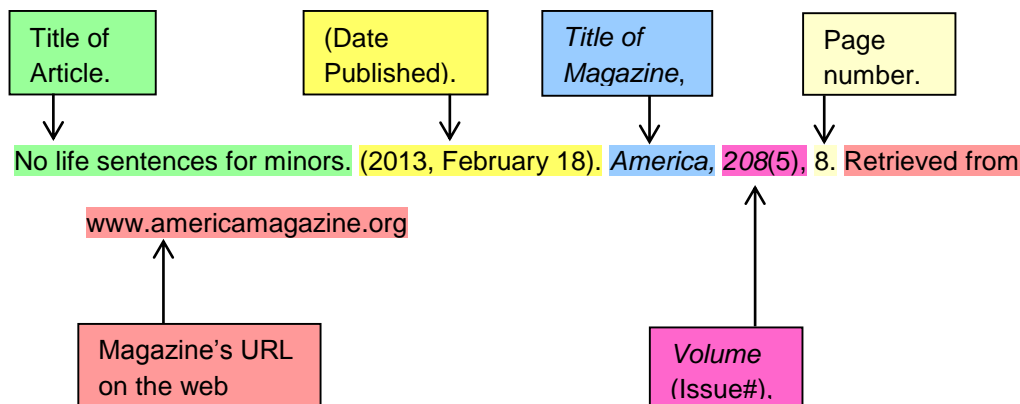 Title of
Article.
(Date
Published).
Title of
Magazine,
Page
number.
No life sentences for minors. (2013, February 18). America, 208(5), 8. Retrieved from
www.americamagazine.org
Magazine's URL
on the web
Volume
(Issue#),